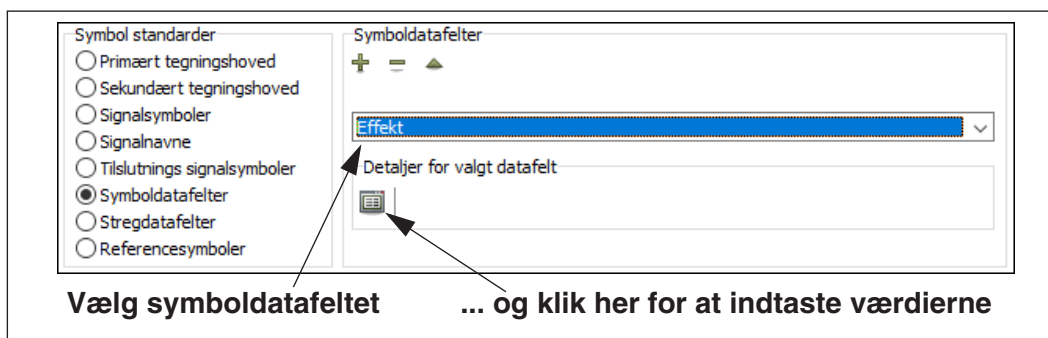 Symbol standarder
Primært tegningshoved
Sekundært tegningshoved
Signalsymboler
Signalnavne
Tilslutnings signalsymboler
Symboldatafelter
Stregdatafelter
Referencesymboler
Symboldatafelter
Effekt
Detaljer for valgt datafelt
Vælg symboldatafeltet
... og klik her for at indtaste værdierne